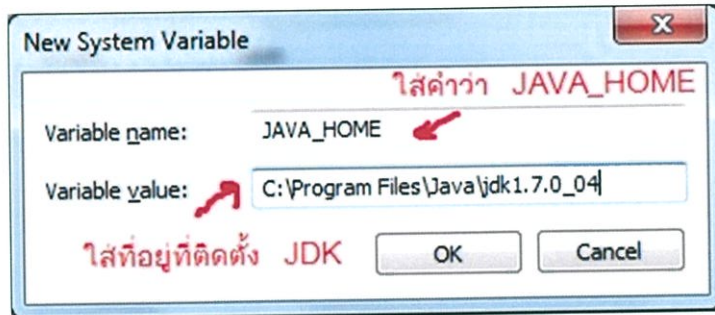 New System Variable
ใส่คำว่า JAVA_HOME
Variable name: JAVA_HOME
Variable value: C:\Program Files\Java\jdk1.7.0_04
ใส่ที่อยู่ที่ติดตั้ง JDK
OK Cancel